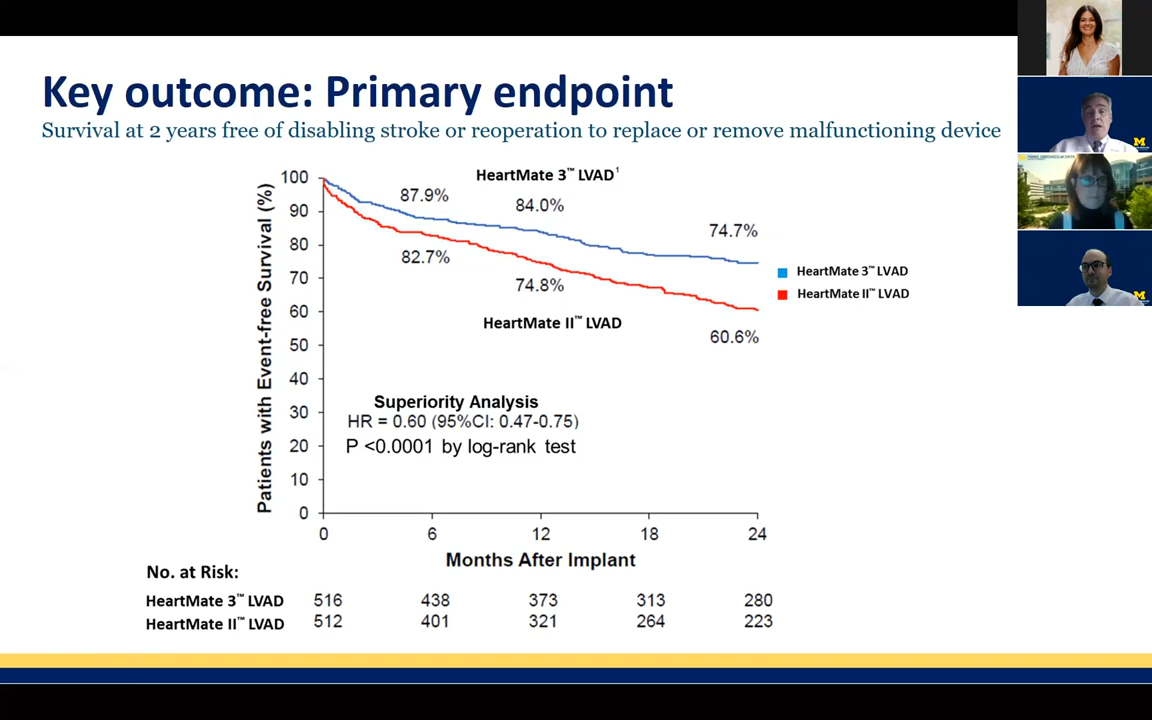 Key outcome: Primary endpoint
Survival at 2 years free of disabling stroke or reoperation to replace or remove malfunctioning device
HeartMate 3™ LVAD¹
87.9%
84.0%
74.7%
82.7%
74.8%
60.6%
HeartMate II™ LVAD
HeartMate 3™ LVAD
HeartMate II™ LVAD
Patients with Event-free Survival (%)
100
90
80
70
60
50
40
30
20
10
0
Superiority Analysis
HR = 0.60 (95%CI: 0.47-0.75)
P <0.0001 by log-rank test
0 6 12 18 24
Months After Implant
No. at Risk:
HeartMate 3™ LVAD 516 438 373 313 280
HeartMate II™ LVAD 512 401 321 264 223
M
M